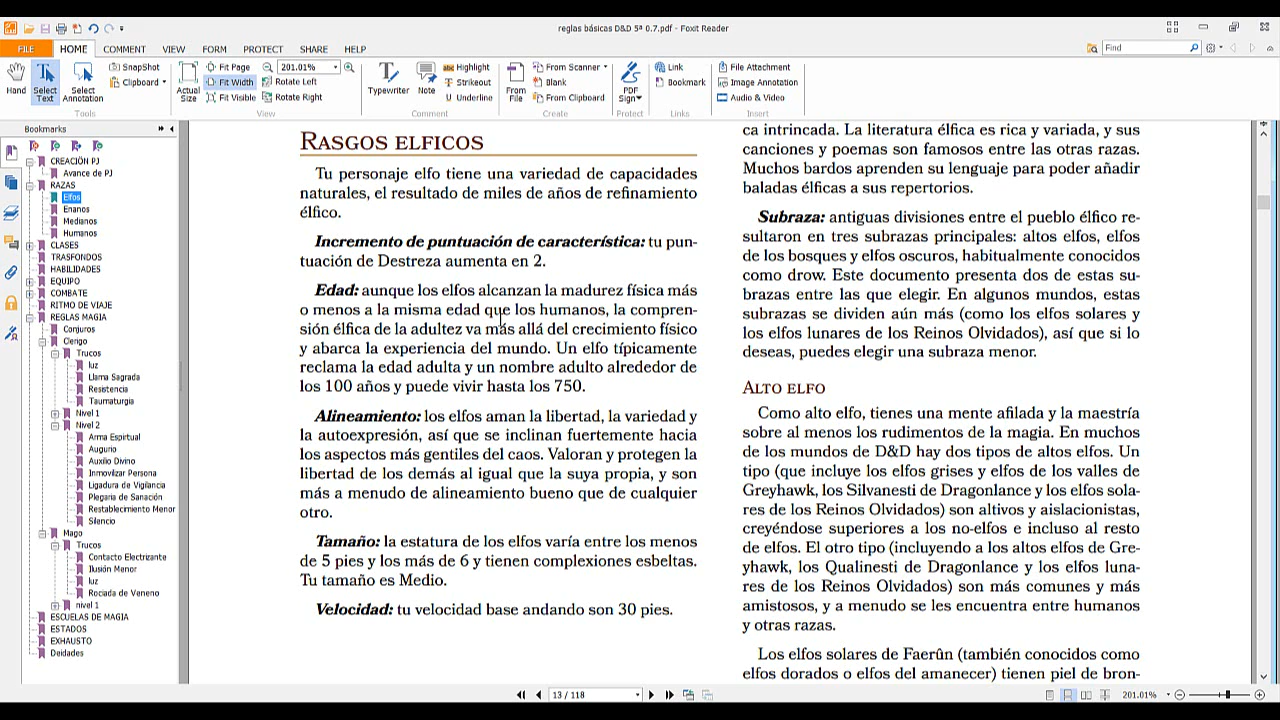 reglas básicas D&D 5ª 0.7.pdf - Foxit Reader
FILE HOME COMMENT VIEW FORM PROTECT SHARE HELP
Find
Hand
Select Text
Select Annotation
SnapShot
Clipboard
Tools
Actual Size
Fit Page
Fit Width
Fit Visible
201.01%
Rotate Left
Rotate Right
View
Typewriter
Note
Highlight
Strikeout
Underline
Comment
From File
From Scanner
Blank
From Clipboard
Create
PDF Sign
Protect
Link
Bookmark
Links
File Attachment
Image Annotation
Audio & Video
Insert
Bookmarks
CREACIÓN PJ
Avance de PJ
RAZAS
Elfos
Enanos
Medianos
Humanos
CLASES
TRASFONDOS
HABILIDADES
EQUIPO
COMBATE
RITMO DE VIAJE
REGLAS MAGIA
Conjuros
Clerigo
Trucos
luz
Llama Sagrada
Resistencia
Taumaturgia
Nivel 1
Nivel 2
Arma Espirtual
Augurio
Auxilio Divino
Inmovilizar Persona
Ligadura de Vigilancia
Plegaria de Sanación
Restablecimiento Menor
Silencio
Mago
Trucos
Contacto Electrizante
Ilusión Menor
luz
Rociada de Veneno
nivel 1
ESCUELAS DE MAGIA
ESTADOS
EXHAUSTO
Deidades
RASGOS ELFICOS
Tu personaje elfo tiene una variedad de capacidades
naturales, el resultado de miles de años de refinamiento
élfico.
Incremento de puntuación de característica: tu pun-
tuación de Destreza aumenta en 2.
Edad: aunque los elfos alcanzan la madurez física más
o menos a la misma edad que los humanos, la compren-
sión élfica de la adultez va más allá del crecimiento físico
y abarca la experiencia del mundo. Un elfo típicamente
reclama la edad adulta y un nombre adulto alrededor de
los 100 años y puede vivir hasta los 750.
Alineamiento: los elfos aman la libertad, la variedad y
la autoexpresión, así que se inclinan fuertemente hacia
los aspectos más gentiles del caos. Valoran y protegen la
libertad de los demás al igual que la suya propia, y son
más a menudo de alineamiento bueno que de cualquier
otro.
Tamaño: la estatura de los elfos varía entre los menos
de 5 pies y los más de 6 y tienen complexiones esbeltas.
Tu tamaño es Medio.
Velocidad: tu velocidad base andando son 30 pies.
ca intrincada. La literatura élfica es rica y variada, y sus
canciones y poemas son famosos entre las otras razas.
Muchos bardos aprenden su lenguaje para poder añadir
baladas élficas a sus repertorios.
Subraza: antiguas divisiones entre el pueblo élfico re-
sultaron en tres subrazas principales: altos elfos, elfos
de los bosques y elfos oscuros, habitualmente conocidos
como drow. Este documento presenta dos de estas su-
brazas entre las que elegir. En algunos mundos, estas
subrazas se dividen aún más (como los elfos solares y
los elfos lunares de los Reinos Olvidados), así que si lo
deseas, puedes elegir una subraza menor.
ALTO ELFO
Como alto elfo, tienes una mente afilada y la maestría
sobre al menos los rudimentos de la magia. En muchos
de los mundos de D&D hay dos tipos de altos elfos. Un
tipo (que incluye los elfos grises y elfos de los valles de
Greyhawk, los Silvanesti de Dragonlance y los elfos sola-
res de los Reinos Olvidados) son altivos y aislacionistas,
creyéndose superiores a los no-elfos e incluso al resto
de elfos. El otro tipo (incluyendo a los altos elfos de Gre-
yhawk, los Qualinesti de Dragonlance y los elfos luna-
res de los Reinos Olvidados) son más comunes y más
amistosos, y a menudo se les encuentra entre humanos
y otras razas.
Los elfos solares de Faerûn (también conocidos como
elfos dorados o elfos del amanecer) tienen piel de bron-
13 / 118
201.01%